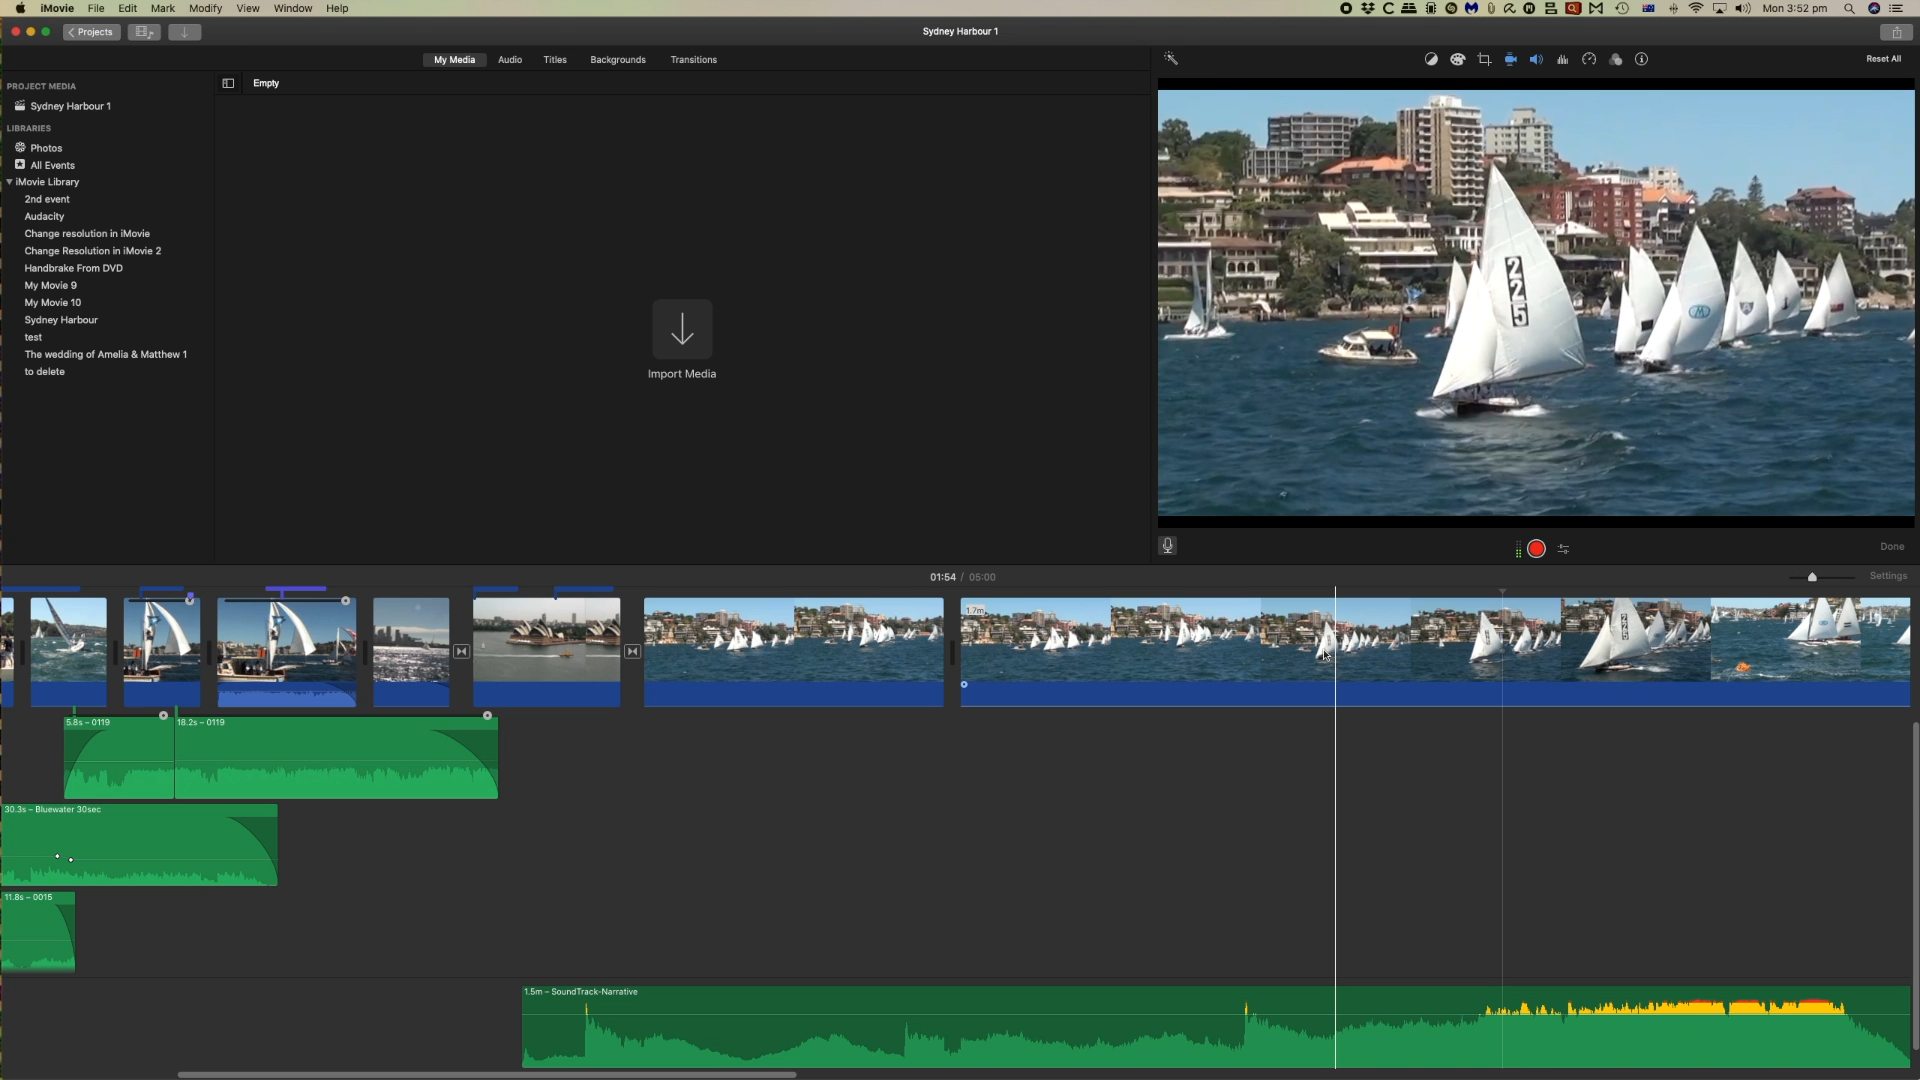 iMovie File Edit Mark Modify View Window Help
Mon 3:52 pm
Projects
Sydney Harbour 1
My Media Audio Titles Backgrounds Transitions
Reset All
PROJECT MEDIA
Sydney Harbour 1
LIBRARIES
Photos
All Events
iMovie Library
2nd event
Audacity
Change resolution in iMovie
Change Resolution in iMovie 2
Handbrake From DVD
My Movie 9
My Movie 10
Sydney Harbour
test
The wedding of Amelia & Matthew 1
to delete
Empty
Import Media
225
Done
01:54 / 05:00
Settings
1.7m
5.8s – 0119
18.2s – 0119
30.3s – Bluewater 30sec
11.8s – 0015
1.5m – SoundTrack-Narrative